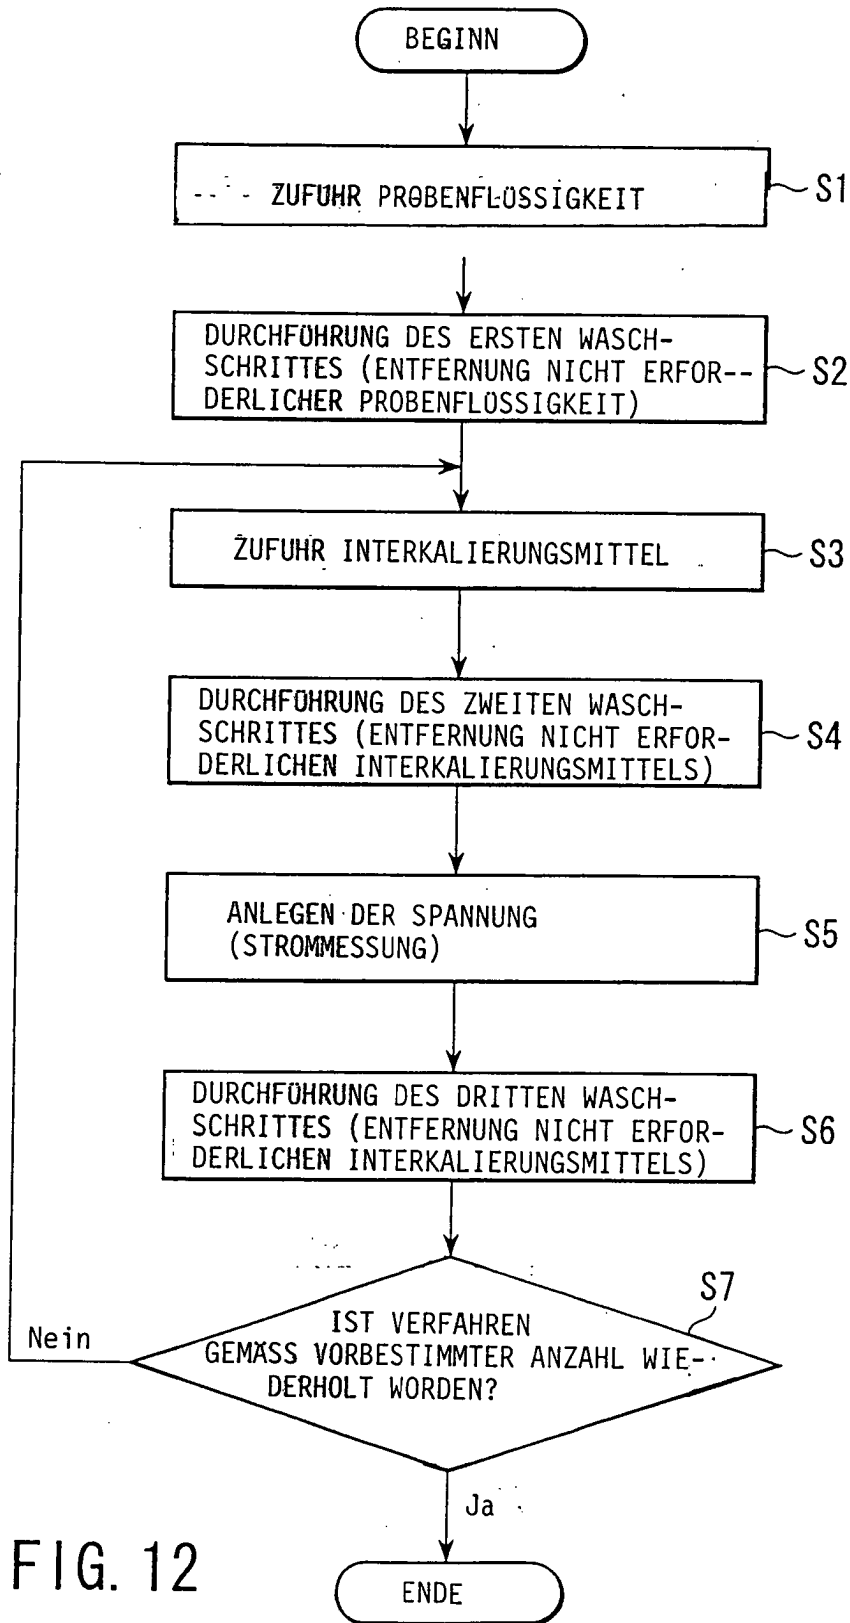 BEGINN
ZUFUHR PROBENFLÜSSIGKEIT
S1
DURCHFÜHRUNG DES ERSTEN WASCH-
SCHRITTES (ENTFERNUNG NICHT ERFOR--
DERLICHER PROBENFLÜSSIGKEIT)
S2
ZUFUHR INTERKALIERUNGSMITTEL
S3
DURCHFÜHRUNG DES ZWEITEN WASCH-
SCHRITTES (ENTFERNUNG NICHT ERFOR-
DERLICHEN INTERKALIERUNGSMITTELS)
S4
ANLEGEN DER SPANNUNG
(STROMMESSUNG)
S5
DURCHFÜHRUNG DES DRITTEN WASCH-
SCHRITTES (ENTFERNUNG NICHT ERFOR-
DERLICHEN INTERKALIERUNGSMITTELS)
S6
S7
IST VERFAHREN
GEMÄSS VORBESTIMMTER ANZAHL WIE-
DERHOLT WORDEN?
Nein
Ja
ENDE
FIG. 12